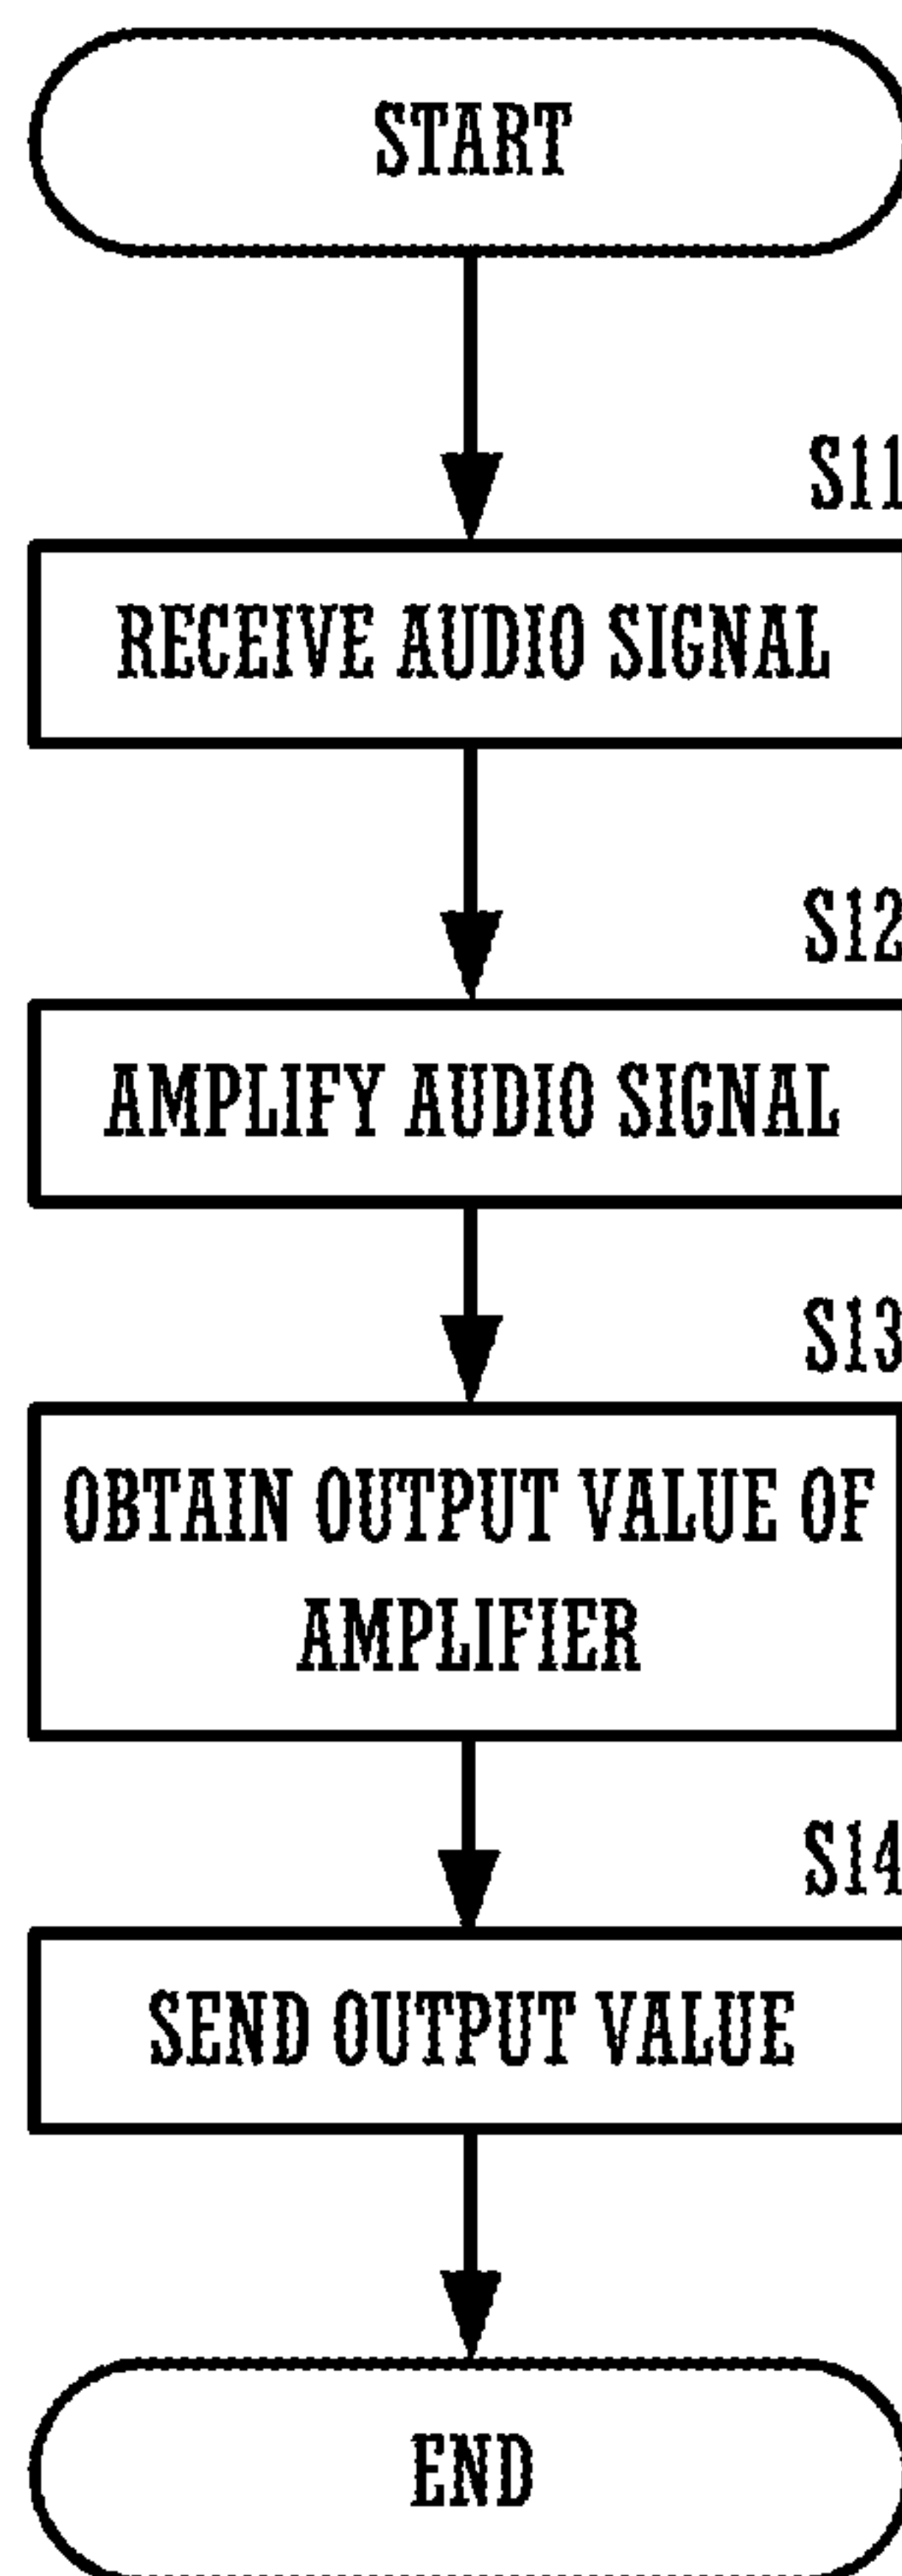 START
S11
RECEIVE AUDIO SIGNAL
S12
AMPLIFY AUDIO SIGNAL
S13
OBTAIN OUTPUT VALUE OF
AMPLIFIER
S14
SEND OUTPUT VALUE
END